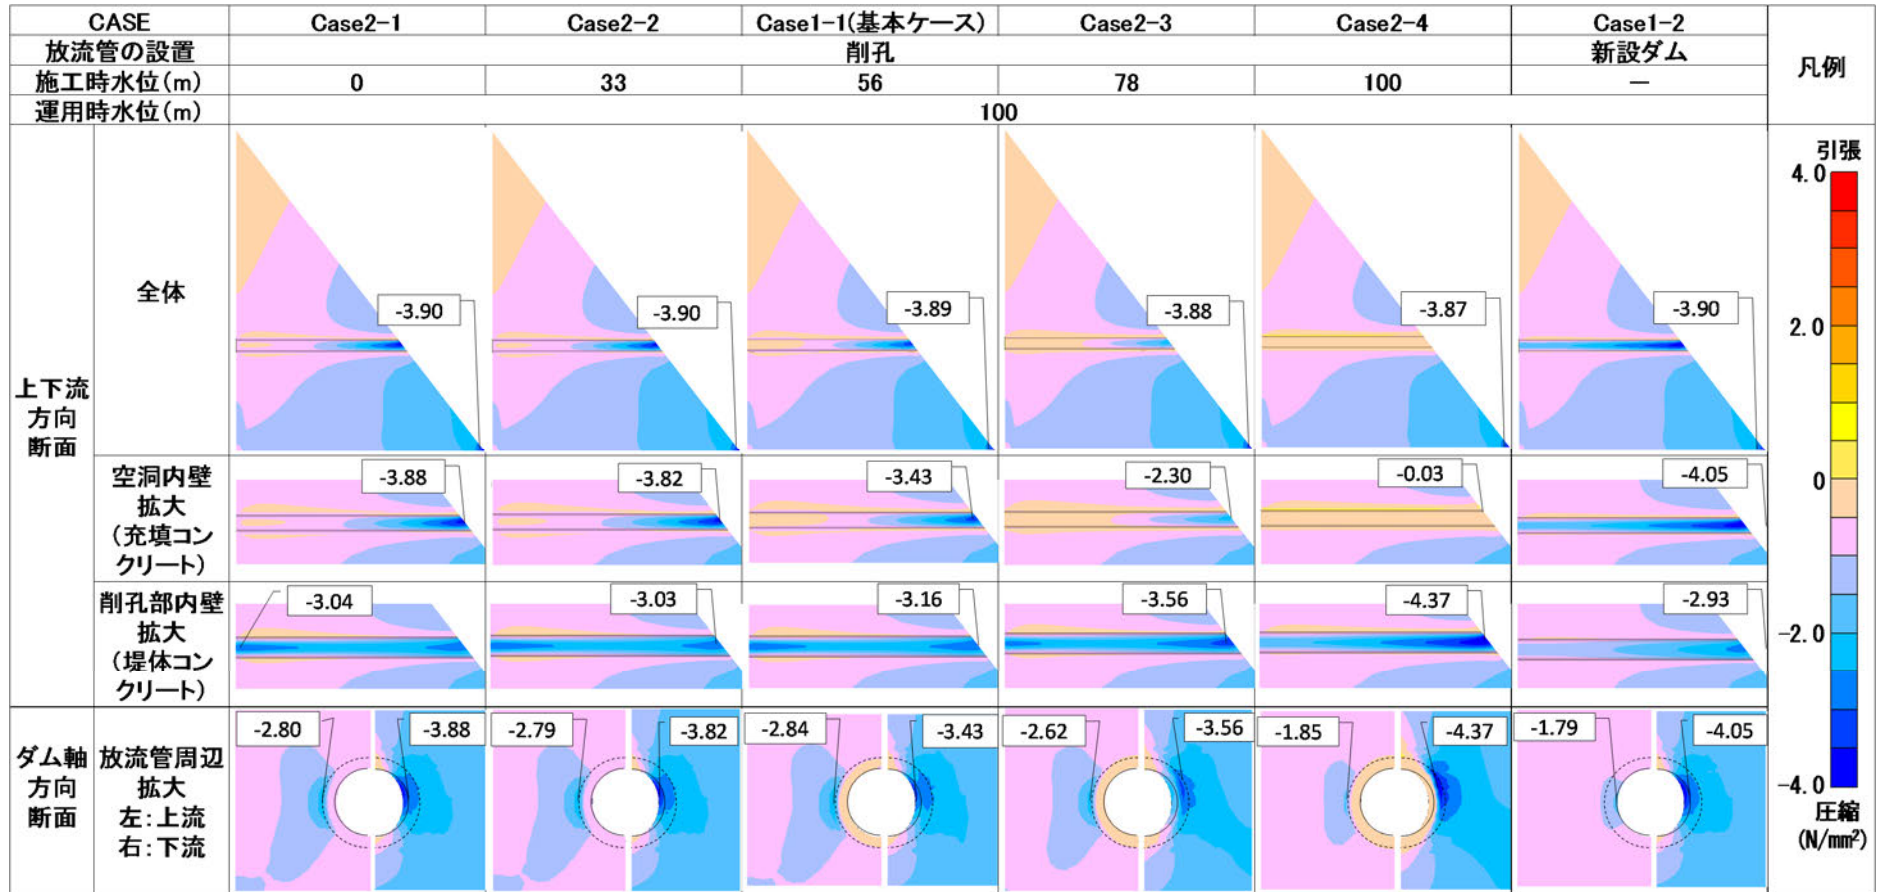 CASE Case2-1 Case2-2 Case1-1(基本ケース) Case2-3 Case2-4 Case1-2 凡例
放流管の設置 削孔 新設ダム
施工時水位(m) 0 33 56 78 100 —
運用時水位(m) 100
上下流
方向
断面
全体
-3.90 -3.90 -3.89 -3.88 -3.87 -3.90
空洞内壁
拡大
(充填コン
クリート)
-3.88 -3.82 -3.43 -2.30 -0.03 -4.05
削孔部内壁
拡大
(堤体コン
クリート)
-3.04 -3.03 -3.16 -3.56 -4.37 -2.93
ダム軸
方向
断面
放流管周辺
拡大
左:上流
右:下流
-2.80 -3.88 -2.79 -3.82 -2.84 -3.43 -2.62 -3.56 -1.85 -4.37 -1.79 -4.05
引張
4.0
2.0
0
-2.0
-4.0
圧縮
(N/mm²)